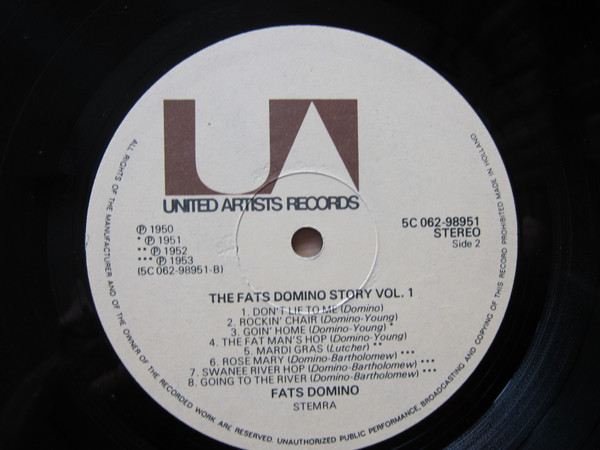 UA
UNITED ARTISTS RECORDS
℗ 1950
* ℗ 1951
** ℗ 1952
*** ℗ 1953
(5C 062-98951-B)
5C 062-98951
STEREO
Side 2
THE FATS DOMINO STORY VOL. 1
1. DON'T LIE TO ME (Domino)
2. ROCKIN' CHAIR (Domino-Young)
3. GOIN' HOME (Domino-Young) *
4. THE FAT MAN'S HOP (Domino-Young)
5. MARDI GRAS (Lutcher) **
6. ROSE MARY (Domino-Bartholomew) ***
7. SWANEE RIVER HOP (Domino-Bartholomew) ***
8. GOING TO THE RIVER (Domino-Bartholomew) ***
FATS DOMINO
STEMRA
ALL RIGHTS OF THE MANUFACTURER AND OF THE OWNER OF THE RECORDED WORK ARE RESERVED. UNAUTHORIZED PUBLIC PERFORMANCE, BROADCASTING AND COPYING OF THIS RECORD PROHIBITED MADE IN HOLLAND